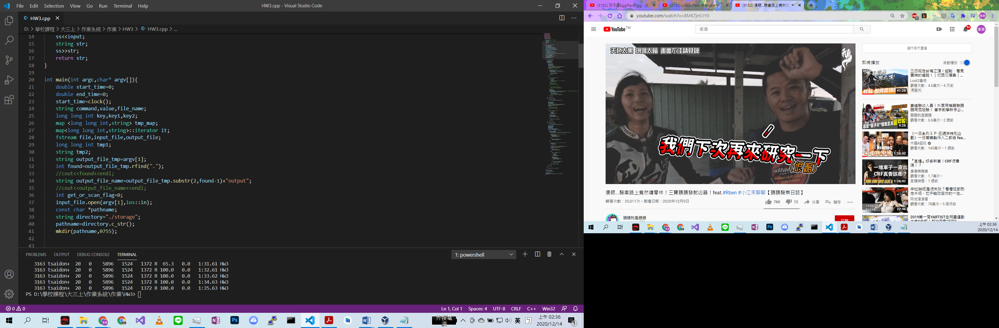 File Edit Selection View Go Run Terminal Help
HW3.cpp - Visual Studio Code
HW3.cpp
D: > 學校課程 > 大三上 > 作業系統 > 作業 > HW3 > HW3.cpp > ...
14 ss<<input;
15 string str;
16 ss>>str;
17 return str;
18 }
19
20 int main(int argc,char* argv[]){
21 double start_time=0;
22 double end_time=0;
23 start_time=clock();
24 string command,value,file_name;
25 long long int key,key1,key2;
26 map <long long int,string> tmp_map;
27 map<long long int,string>::iterator it;
28 fstream file,input_file,output_file;
29 long long int tmp1;
30 string tmp2;
31 string output_file_tmp=argv[1];
32 int found=output_file_tmp.rfind(".");
33 //cout<<found<<endl;
34 string output_file_name=output_file_tmp.substr(2,found-1)+"output";
35 //cout<<output_file_name<<endl;
36 int get_or_scan_flag=0;
37 input_file.open(argv[1],ios::in);
38 const char *pathname;
39 string directory="./storage";
40 pathname=directory.c_str();
41 mkdir(pathname,0755);
42
43
PROBLEMS OUTPUT DEBUG CONSOLE TERMINAL
1: powershell
3163 tsaidon+ 20 0 5896 1524 1372 R 65.3 0.0 1:31.61 HW3
3163 tsaidon+ 20 0 5896 1524 1372 R 100.0 0.0 1:32.61 HW3
3163 tsaidon+ 20 0 5896 1524 1372 R 100.0 0.0 1:33.62 HW3
3163 tsaidon+ 20 0 5896 1524 1372 R 100.0 0.0 1:34.63 HW3
3163 tsaidon+ 20 0 5896 1524 1372 R 100.0 0.0 1:35.63 HW3
PS D:\學校課程\大三上\作業系統\作業\HW3>
0 0
Ln 1, Col 1 Spaces: 4 UTF-8 CRLF C++ Win32
外接電源
英
上午 02:36
2020/12/14
1
(3152) 茄子蛋EggPlantEgg -
(3152) Linkin Park & Eminem -
(3152) 傻眼...騎車路上竟然
youtube.com/watch?v=8MK7jnS1YiI
YouTube TW
搜尋
9+
東東
天色太黑 現場太暗 畫面不佳請見諒
鵝
我們下次再來研究一下
(退縮)
ANNIVERSARY
EDITION
傻眼...騎車路上竟然噴零件！三寶鵝鵝發射凶器！feat.#Rben #小江來聊聊【鵝鵝騎乘日誌】
觀看次數：35,011次 • 首播日期：2020年12月9日
760 12 分享 儲存
鵝鵝就是鵝鵝
訂閱
顯示聊天重播
即將播放
自動播放
三日縱走台灣之頂！起點：看見雲端的道路！｜切西瓜環島｜...
Loot2魯特
觀看次數：4.6萬次 • 4 天前
新影片
41:28
賽道驗收人員！外面用機器驗鵝鵝用屁股驗！ 車手教學新手必...
鵝鵝就是鵝鵝
觀看次數：6.6萬次 • 2 週前
9:28
《一日系列ＳＰ-五週年特別企劃》一日音樂製作人二部曲 fea...
木曜4超玩
觀看次數：143萬次 • 1 週前
RISING
1:26:42
『直播』好多新車！CRF很香嗎！？
康康嗎機車
觀看次數：1.7萬次 •
直播時間：1 週前
一堆車子一直出
CRF真香該衝？
1:26:42
年过30还是很失败？看看这部励志片吧，也许能改变你的一生...
阿成漫漫看
觀看次數：78萬次 • 5 個月前
22:46
2019第一届YARTIST全明星運動
上午 02:36
2020/12/14